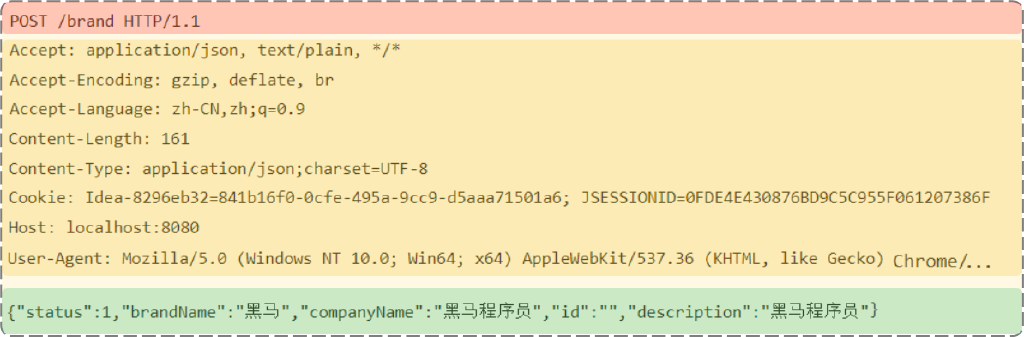 POST /brand HTTP/1.1
Accept: application/json, text/plain, */*
Accept-Encoding: gzip, deflate, br
Accept-Language: zh-CN,zh;q=0.9
Content-Length: 161
Content-Type: application/json;charset=UTF-8
Cookie: Idea-8296eb32=841b16f0-0cfe-495a-9cc9-d5aaa71501a6; JSESSIONID=0FDE4E430876BD9C5C955F061207386F
Host: localhost:8080
User-Agent: Mozilla/5.0 (Windows NT 10.0; Win64; x64) AppleWebKit/537.36 (KHTML, like Gecko) Chrome/...
{"status":1,"brandName":"黑马","companyName":"黑马程序员","id":"","description":"黑马程序员"}